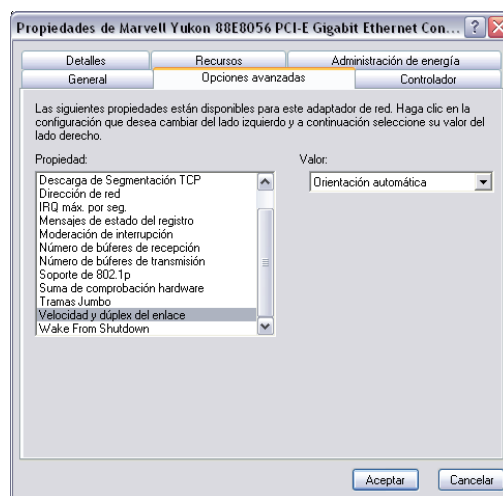 Propiedades de Marvell Yukon 88E8056 PCI-E Gigabit Ethernet Con...
Detalles
Recursos
Administración de energía
General
Opciones avanzadas
Controlador
Las siguientes propiedades están disponibles para este adaptador de red. Haga clic en la
configuración que desea cambiar del lado izquierdo y a continuación seleccione su valor del
lado derecho.
Propiedad:
Valor:
Descarga de Segmentación TCP
Dirección de red
IRQ máx. por seg.
Mensajes de estado del registro
Moderación de interrupción
Número de búferes de recepción
Número de búferes de transmisión
Soporte de 802.1p
Suma de comprobación hardware
Tramas Jumbo
Velocidad y dúplex del enlace
Wake From Shutdown
Orientación automática
Aceptar
Cancelar